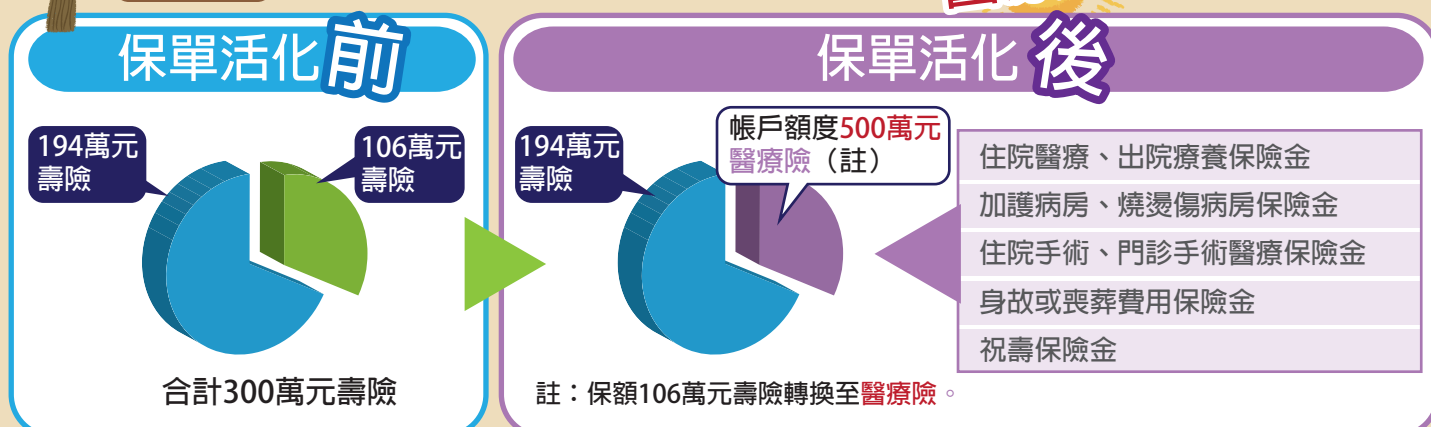 保單活化前
194萬元
壽險
106萬元
壽險
合計300萬元壽險
保單活化後
194萬元
壽險
帳戶額度500萬元
醫療險（註）
住院醫療、出院療養保險金
加護病房、燒燙傷病房保險金
住院手術、門診手術醫療保險金
身故或喪葬費用保險金
祝壽保險金
註：保額106萬元壽險轉換至醫療險。